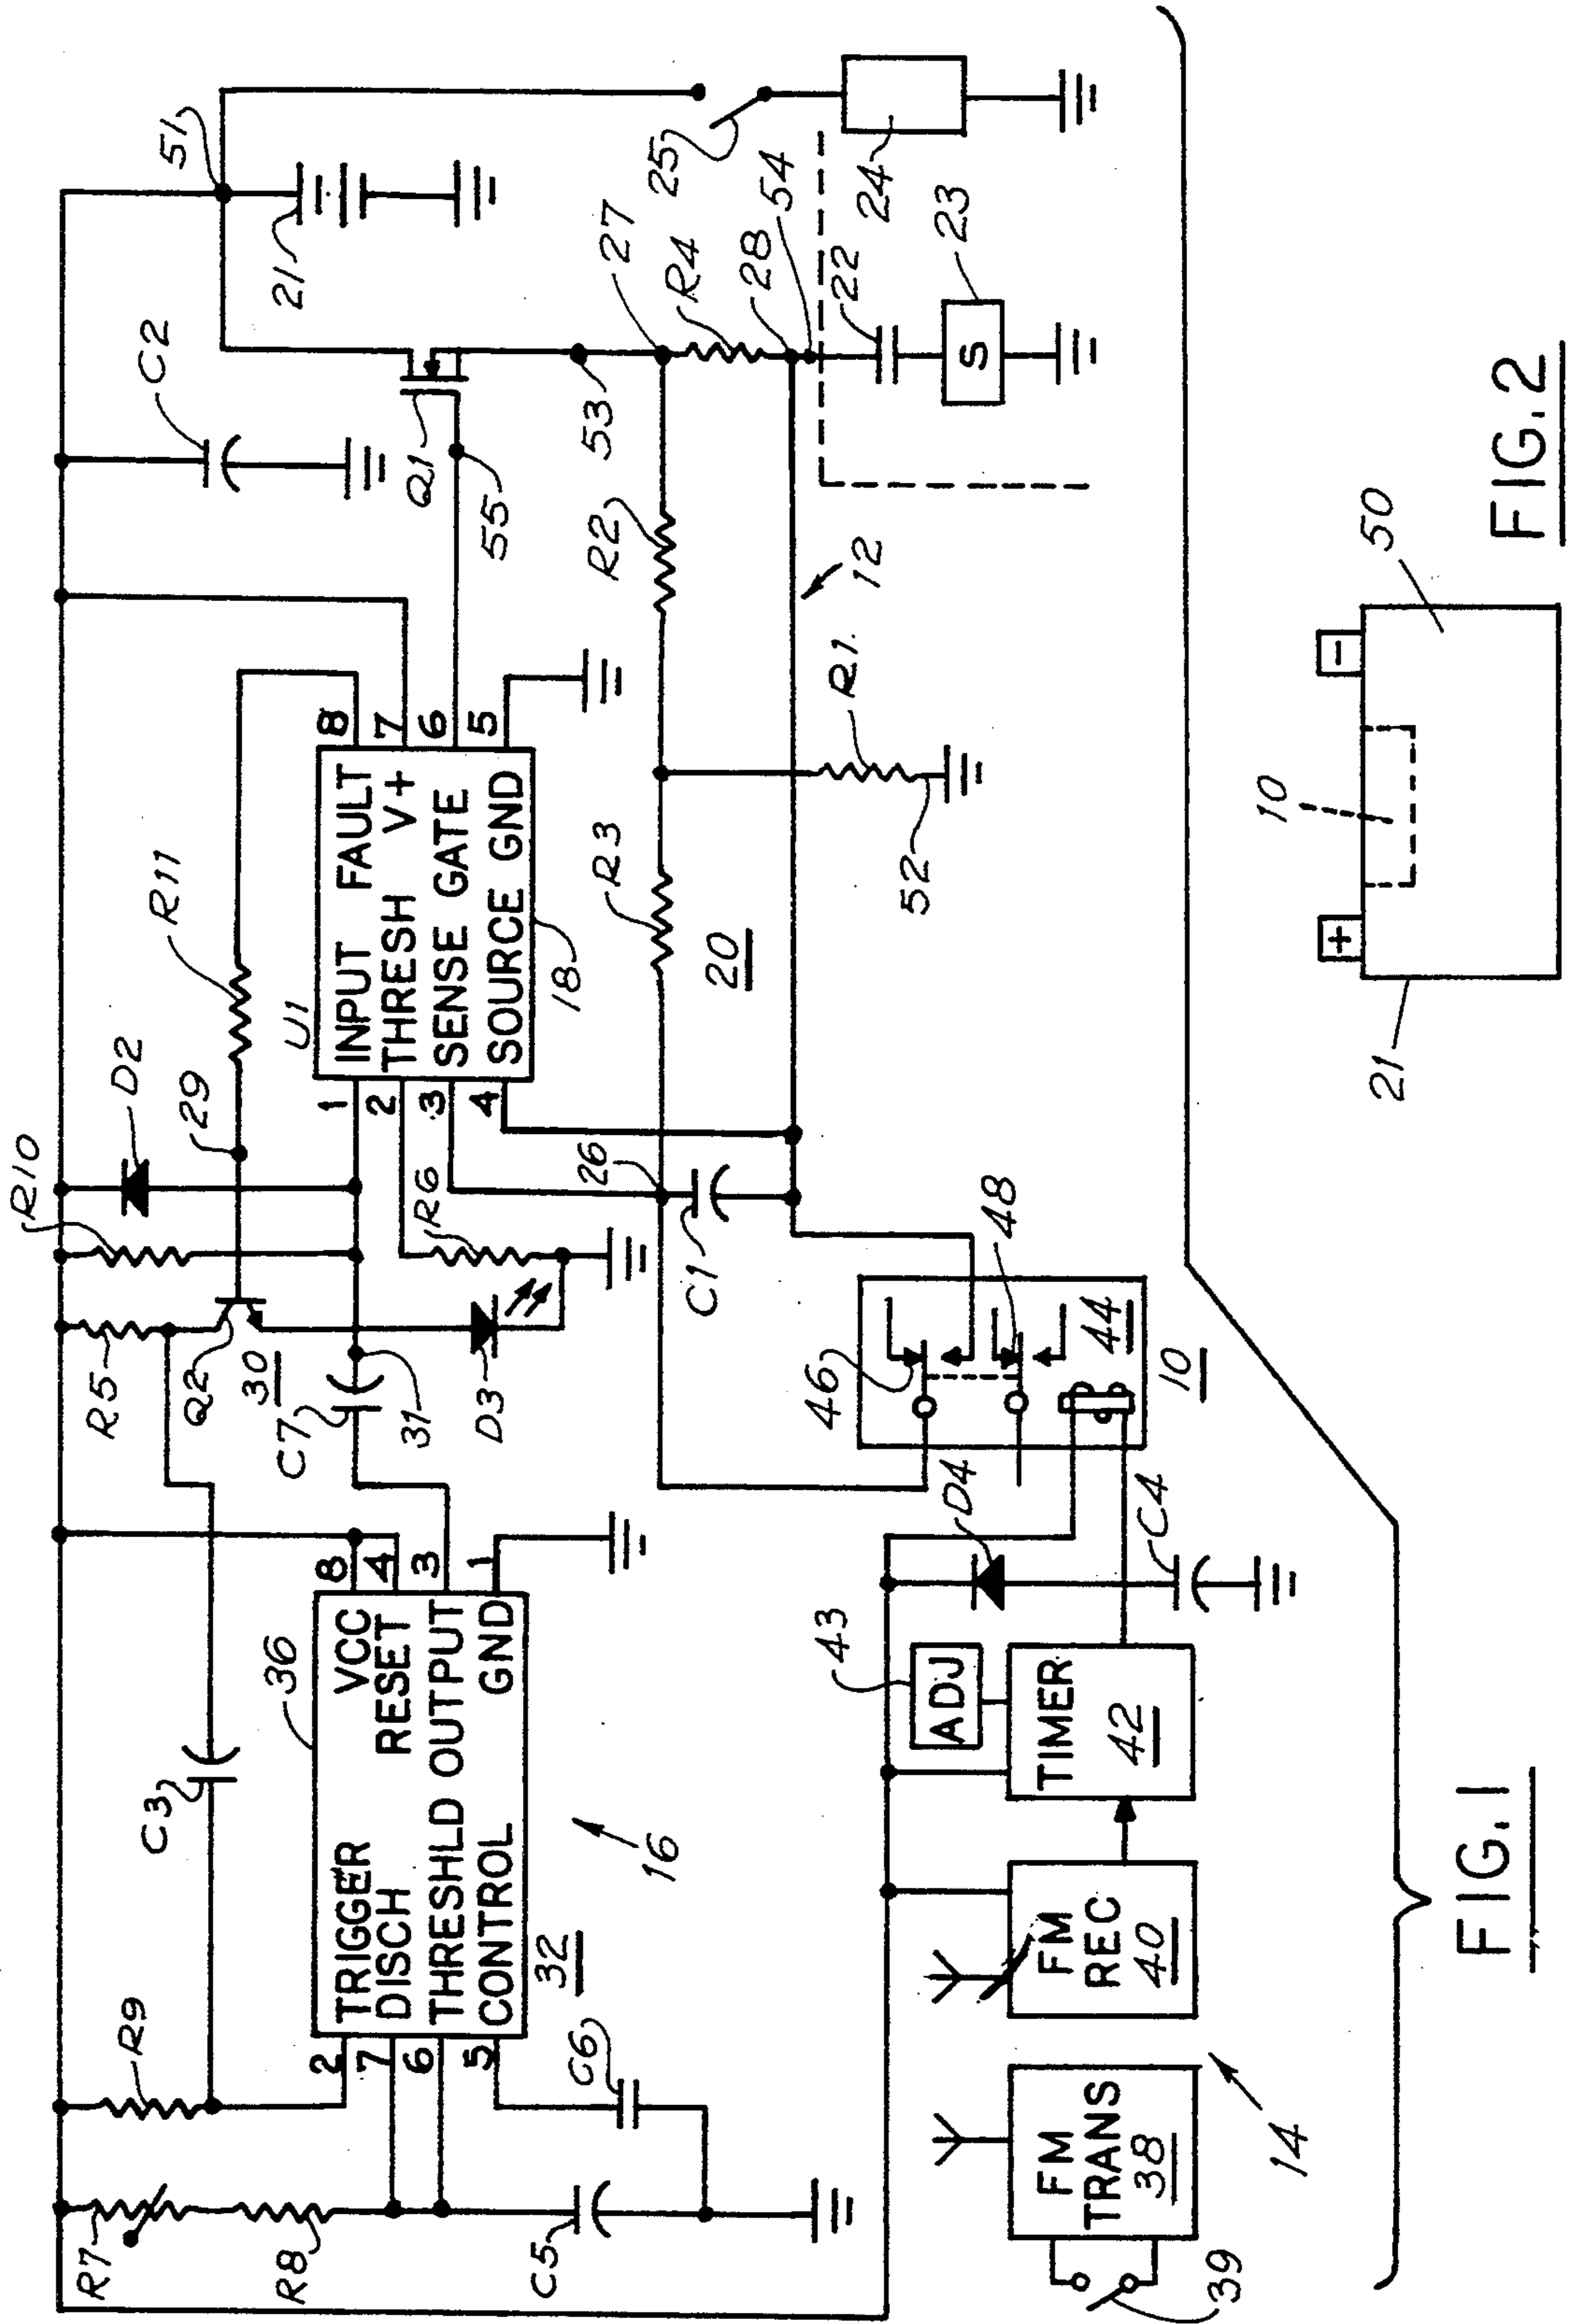 51
C2
D2
R10
R11
29
R5
Q2
30
C7
31
D3
R6
U1
1 INPUT FAULT 8
2 THRESH V+ 7
3 SENSE GATE 6
4 SOURCE GND 5
18
Q1
55
21
53
27
R4
28
54
25
24
22
23
S
R2
12
R1
52
R3
20
26
C1
C3
36
R9
R7
R8
2 TRIGGER VCC 8
7 DISCH RESET 4
6 THRESHLD OUTPUT 3
5 CONTROL GND 1
32
16
C6
C5
46
48
44
10
D4
C4
43
ADJ
TIMER
42
FM
REC
40
FM
TRANS
38
39
14
FIG. 1
+
-
10
50
21
FIG. 2